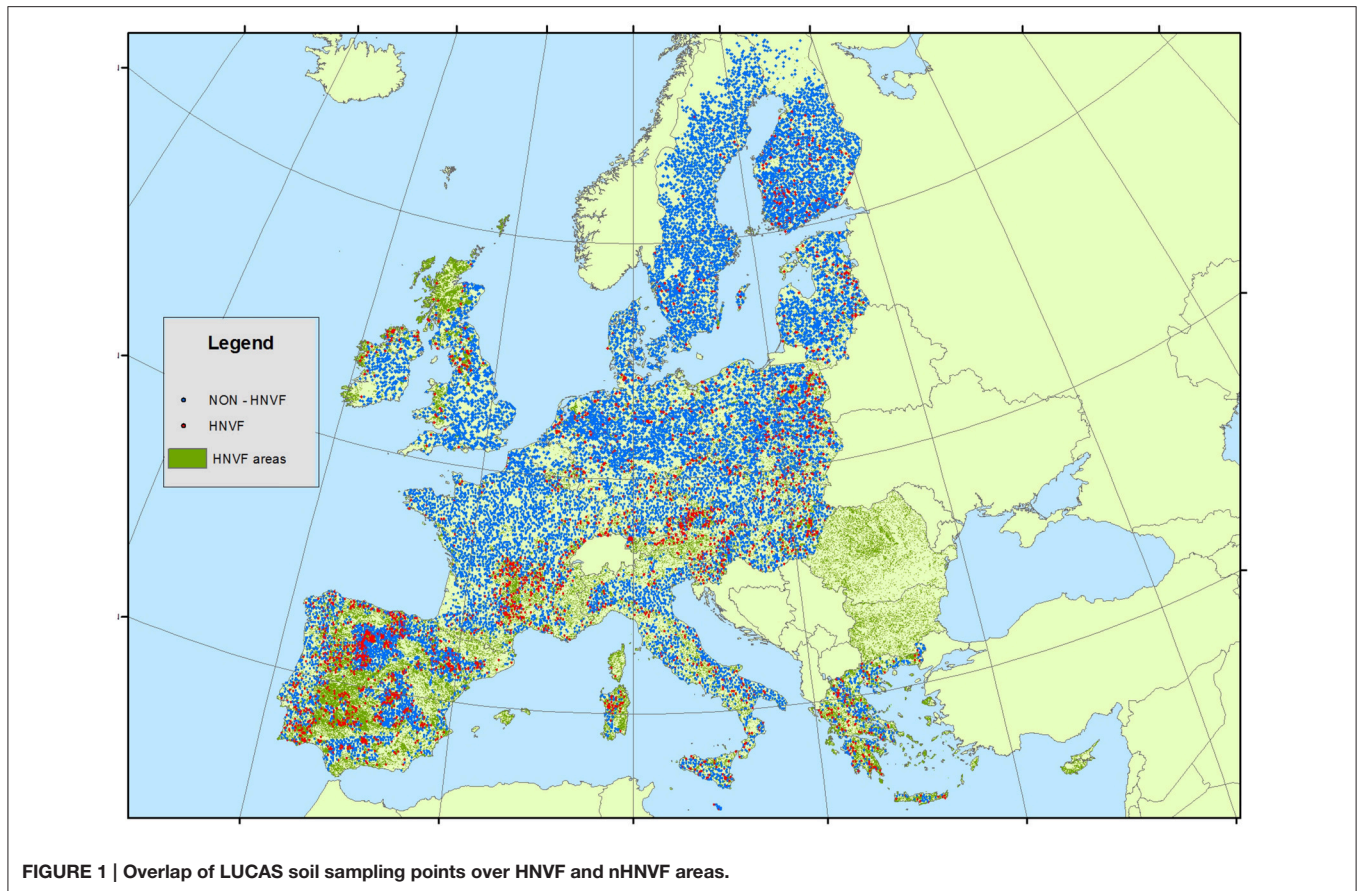 Legend
NON - HNVF
HNVF
HNVF areas
FIGURE 1 | Overlap of LUCAS soil sampling points over HNVF and nHNVF areas.